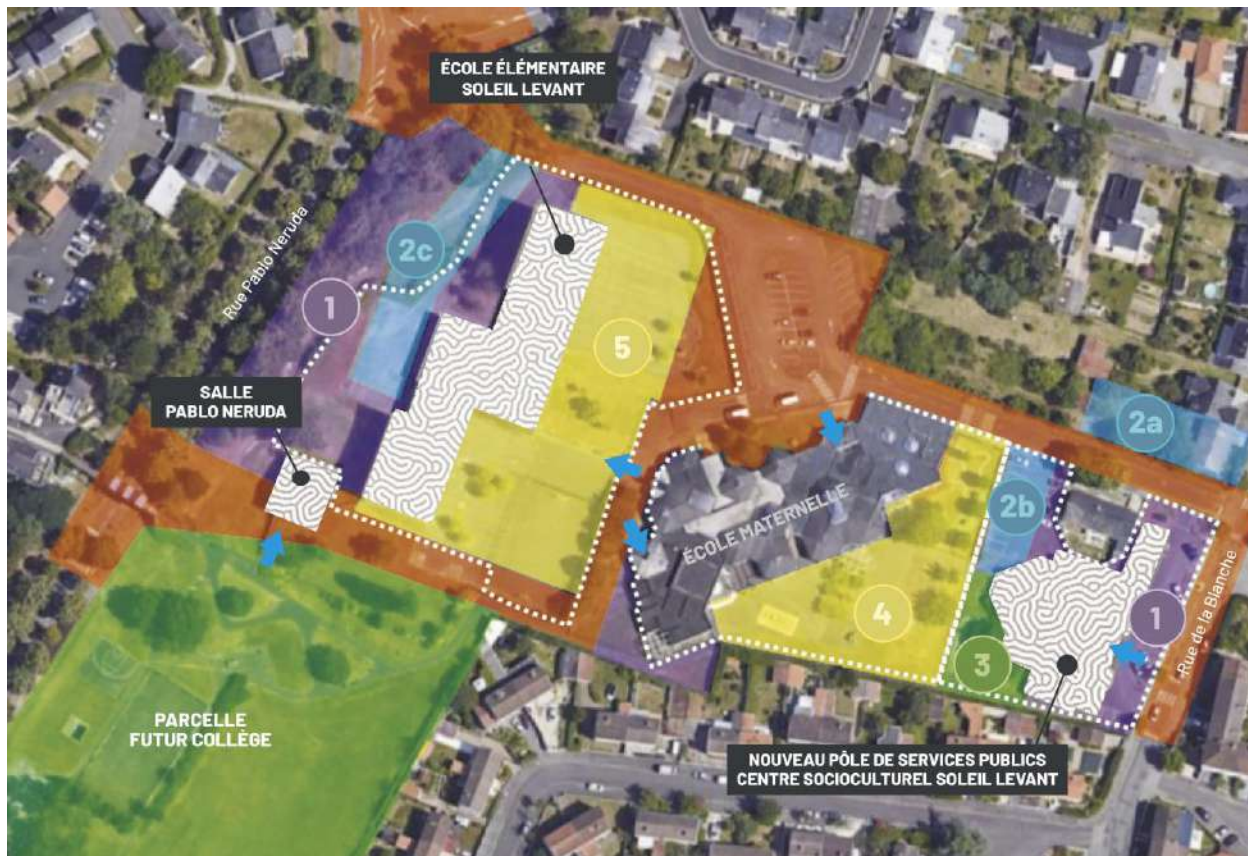 ÉCOLE ÉLÉMENTAIRE
SOLEIL LEVANT
Rue Pablo Neruda
2c
1
5
SALLE
PABLO NERUDA
2a
ÉCOLE MATERNELLE
2b
4
3
1
Rue de la Blanche
PARCELLE
FUTUR COLLÈGE
NOUVEAU PÔLE DE SERVICES PUBLICS
CENTRE SOCIOCULTUREL SOLEIL LEVANT